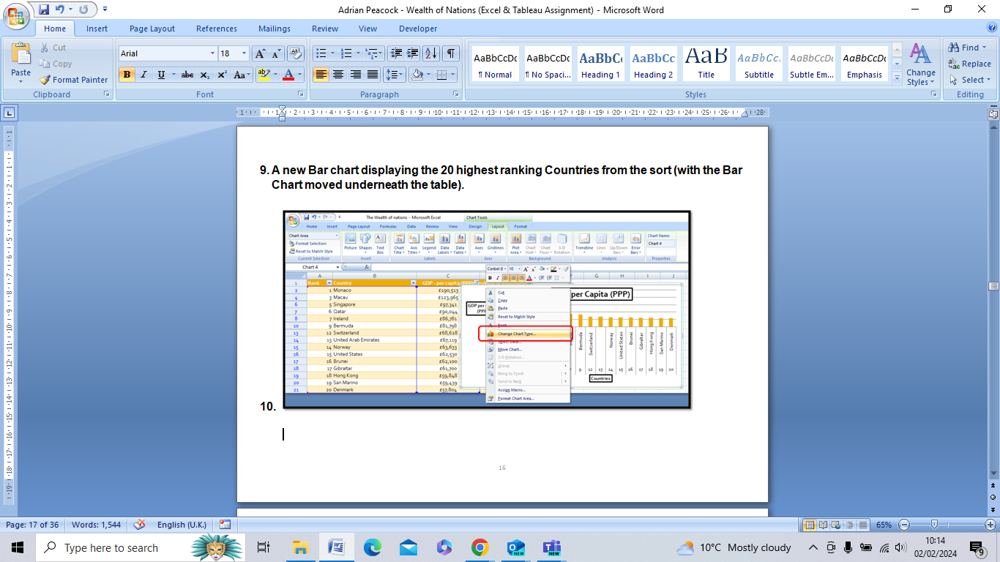 Adrian Peacock - Wealth of Nations (Excel & Tableau Assignment) - Microsoft Word
Home Insert Page Layout References Mailings Review View Developer
Paste
Cut
Copy
Format Painter
Clipboard
Arial 18
Font
Paragraph
AaBbCcDc AaBbCcDc AaBbCc AaBbCc AaB AaBbCc. AaBbCcDc AaBbCcDc
¶ Normal ¶ No Spaci... Heading 1 Heading 2 Title Subtitle Subtle Em... Emphasis
Change Styles
Styles
Find
Replace
Select
Editing
9. A new Bar chart displaying the 20 highest ranking Countries from the sort (with the Bar
Chart moved underneath the table).
The Wealth of nations - Microsoft Excel Chart Tools
Home Insert Page Layout Formulas Data Review View Design Layout Format
Chart Area
Format Selection
Reset to Match Style
Current Selection
Picture Shapes Text Box
Insert
Chart Title Axis Titles Legend Data Labels Data Table
Labels
Axes Gridlines
Axes
Plot Area Chart Wall Chart Floor 3-D Rotation
Background
Trendline Lines Up/Down Bars Error Bars
Analysis
Chart Name:
Chart 4
Properties
Chart 4
Corbel (I 10
A B C G H I J
1 Rank Country GDP - per capita (PPP)
2 1 Monaco £190,513
4 3 Macau £123,965
6 5 Singapore £97,341
7 6 Qatar £90,044
8 7 Ireland £86,781
10 9 Bermuda £81,798
13 12 Switzerland £68,628
14 13 United Arab Emirates £67,119
15 14 Norway £63,633
16 15 United States £62,530
17 16 Brunei £62,100
18 17 Gibraltar £61,700
19 18 Hong Kong £59,848
20 19 San Marino £59,439
21 20 Denmark £57,804
Cut
Copy
Paste
Reset to Match Style
Font...
Change Chart Type...
Select Data...
Move Chart...
3-D Rotation...
Group
Bring to Front
Send to Back
Assign Macro...
Format Chart Area...
per Capita (PPP)
GDP per
(PPP
Bermuda Switzerland Norway United States Brunei Gibraltar Hong Kong San Marino Denmark
9 12 13 14 15 16 17 18 19 20
Countries
10.
16
Page: 17 of 36 Words: 1,544 English (U.K.) 65%
Type here to search
10°C Mostly cloudy
10:14
02/02/2024
9